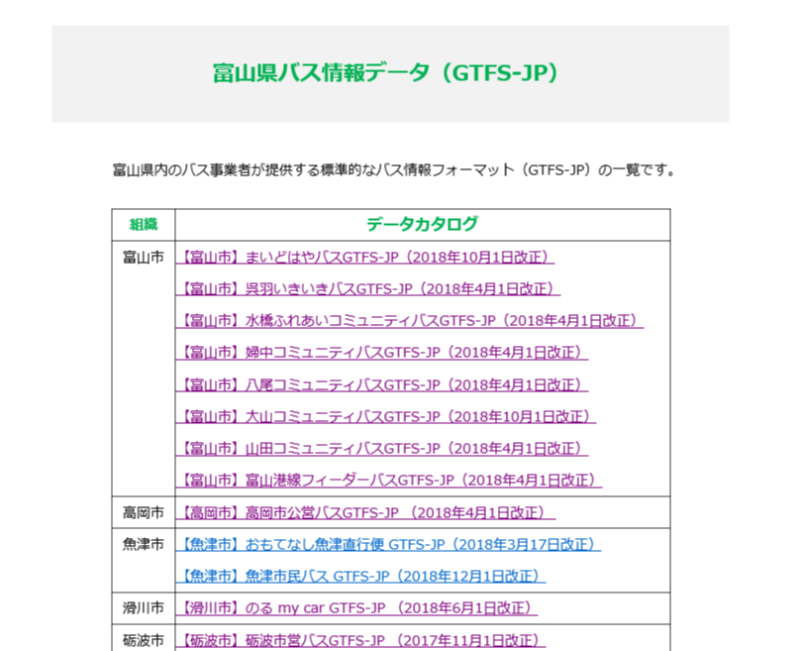 富山県バス情報データ（GTFS-JP）
富山県内のバス事業者が提供する標準的なバス情報フォーマット（GTFS-JP）の一覧です。
組織 データカタログ
富山市 【富山市】まいどはやバスGTFS-JP（2018年10月1日改正）
【富山市】呉羽いきいきバスGTFS-JP（2018年4月1日改正）
【富山市】水橋ふれあいコミュニティバスGTFS-JP（2018年4月1日改正）
【富山市】婦中コミュニティバスGTFS-JP（2018年4月1日改正）
【富山市】八尾コミュニティバスGTFS-JP（2018年4月1日改正）
【富山市】大山コミュニティバスGTFS-JP（2018年10月1日改正）
【富山市】山田コミュニティバスGTFS-JP（2018年4月1日改正）
【富山市】富山港線フィーダーバスGTFS-JP（2018年4月1日改正）
高岡市 【高岡市】高岡市公営バスGTFS-JP （2018年4月1日改正）
魚津市 【魚津市】おもてなし魚津直行便 GTFS-JP（2018年3月17日改正）
【魚津市】魚津市民バス GTFS-JP（2018年12月1日改正）
滑川市 【滑川市】のる my car GTFS-JP （2018年6月1日改正）
砺波市 【砺波市】砺波市営バスGTFS-JP （2017年11月1日改正）